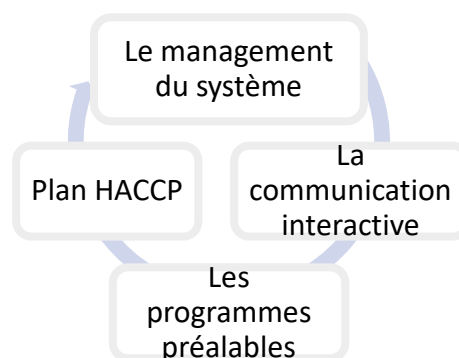 Le management
du système
La
communication
interactive
Les
programmes
préalables
Plan HACCP